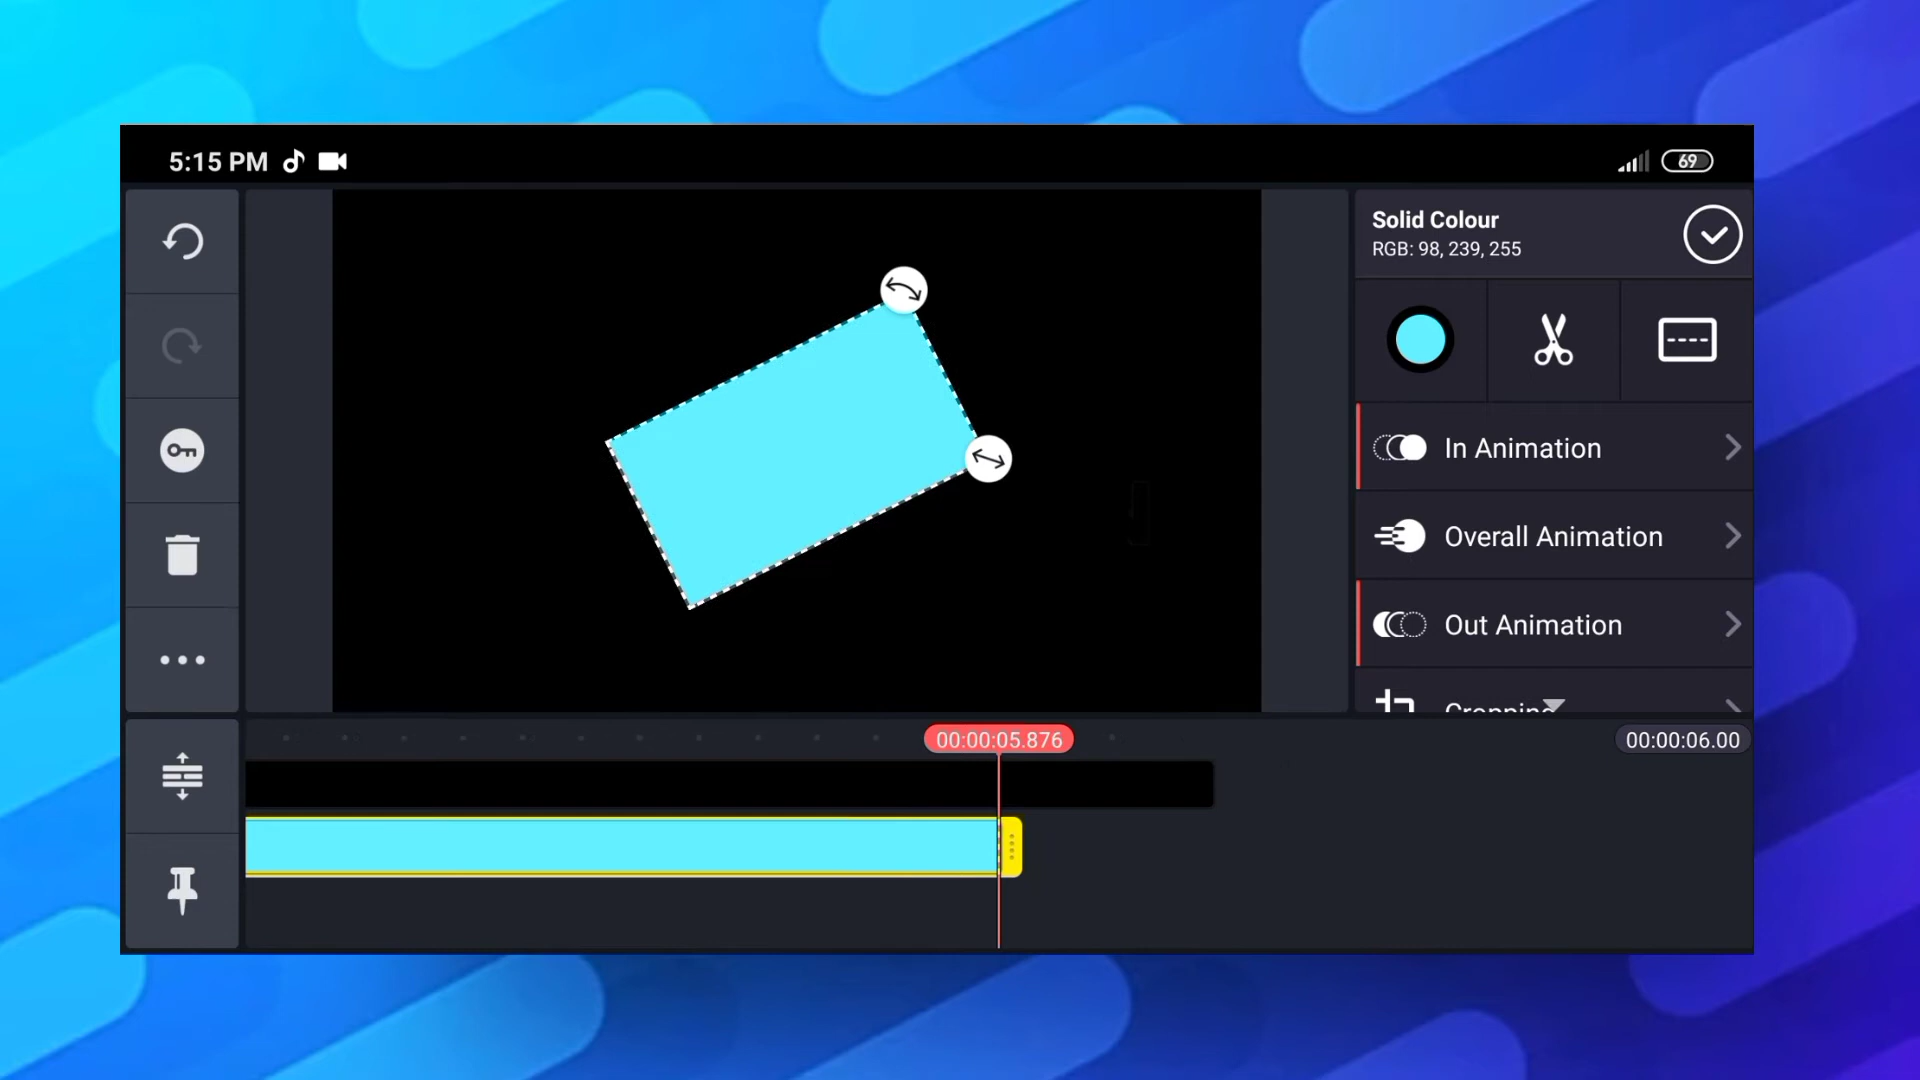 5:15 PM
69
Solid Colour
RGB: 98, 239, 255
In Animation
Overall Animation
Out Animation
Cropping
00:00:05.876
00:00:06.00